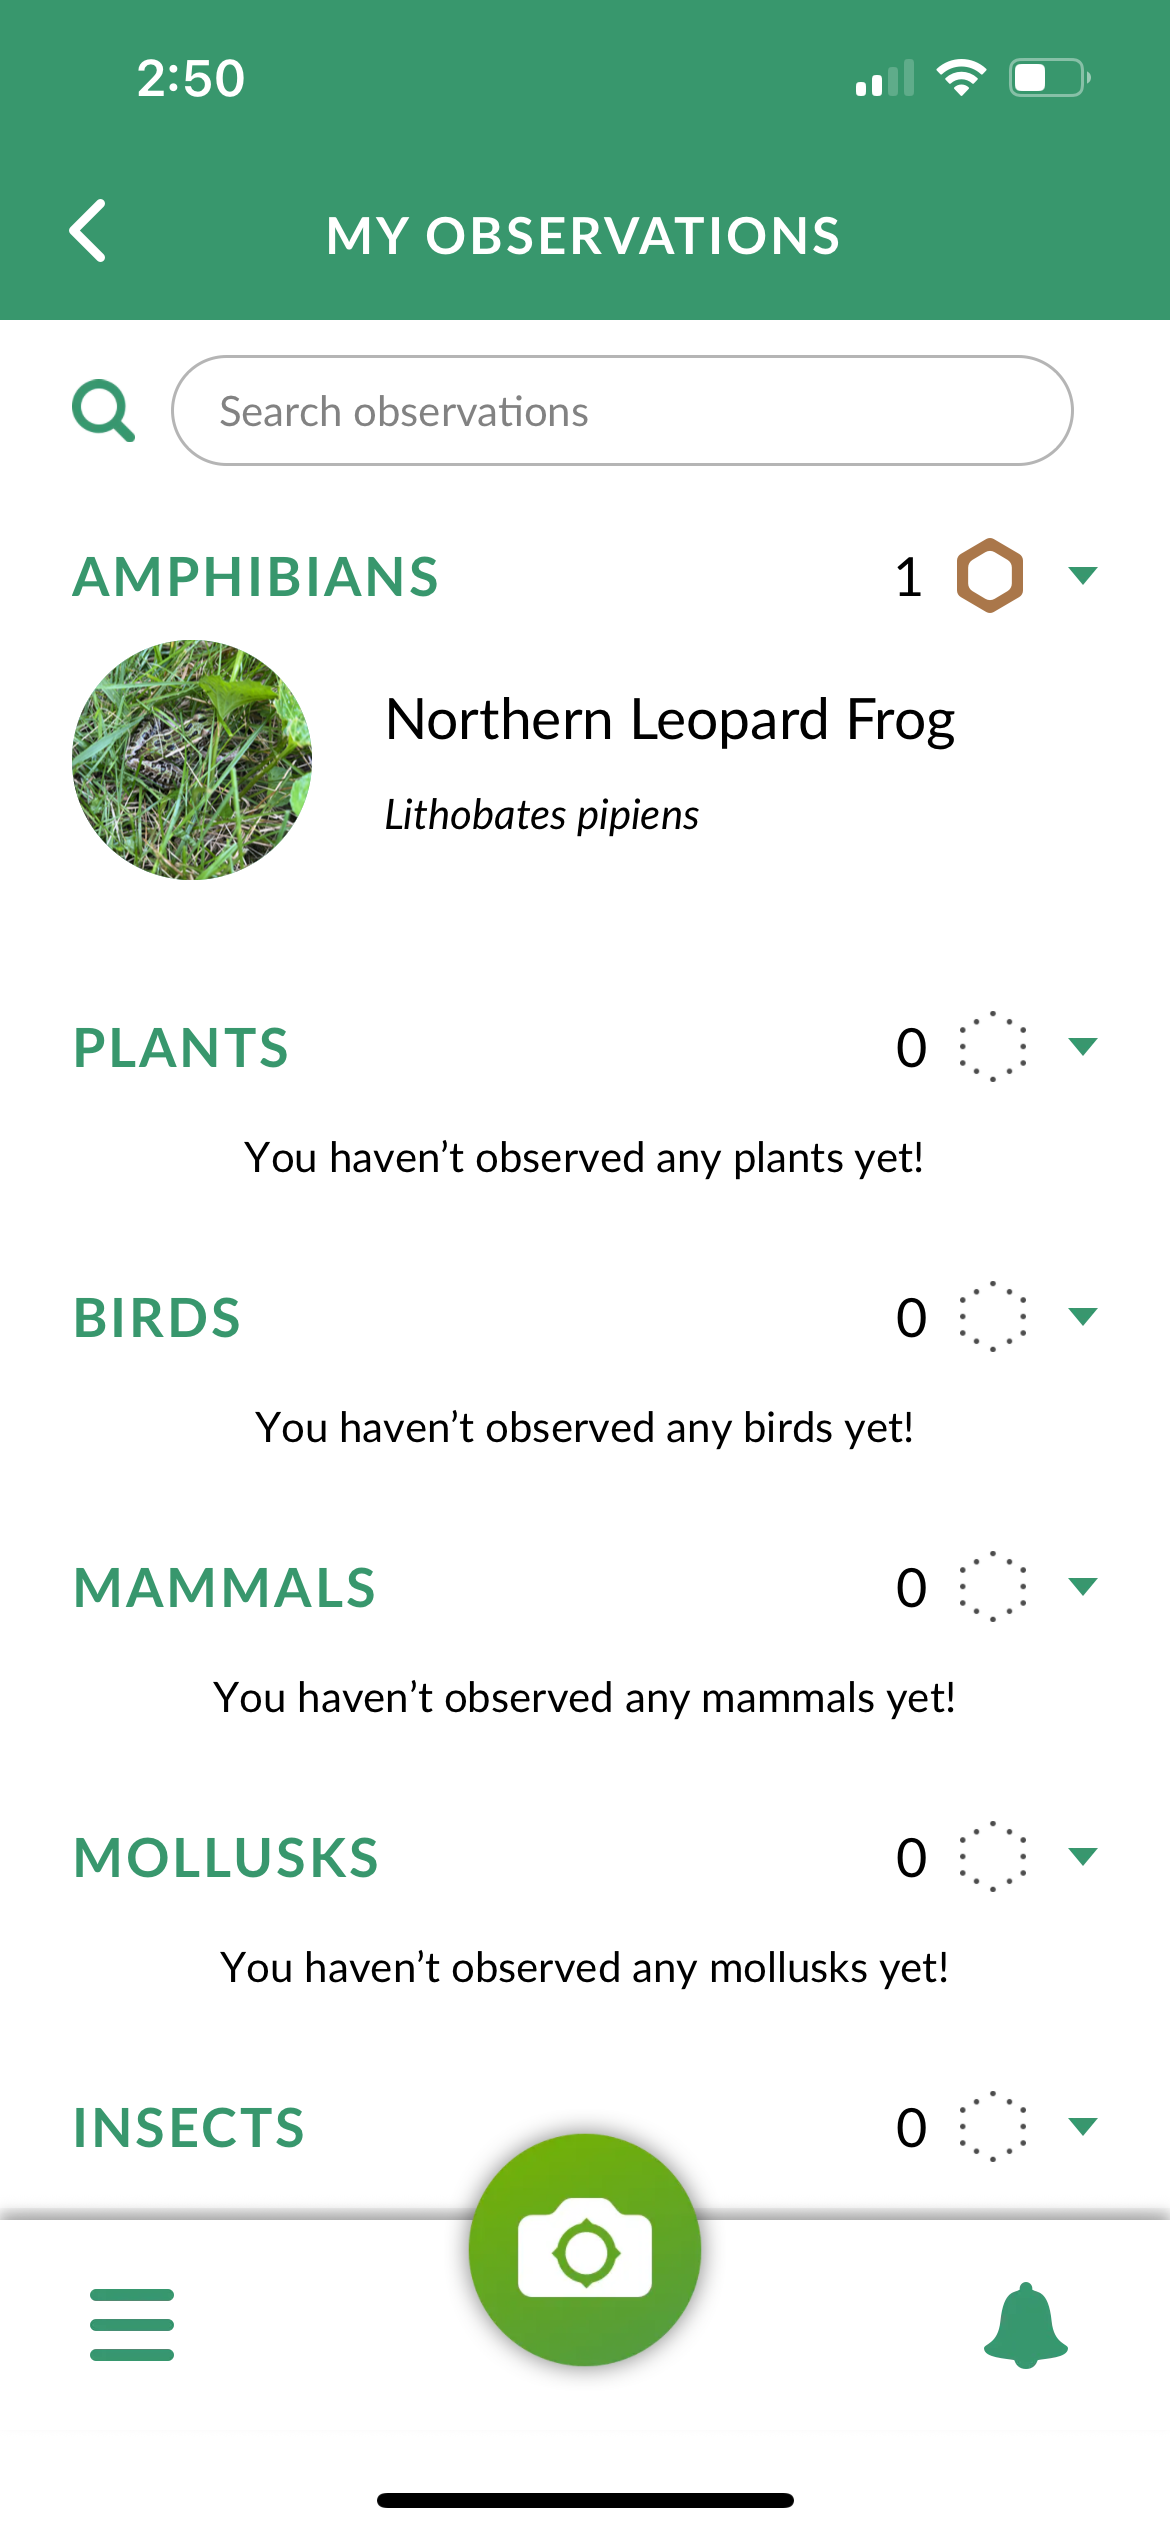 2:50
MY OBSERVATIONS
Search observations
AMPHIBIANS 1
Northern Leopard Frog
Lithobates pipiens
PLANTS 0
You haven’t observed any plants yet!
BIRDS 0
You haven’t observed any birds yet!
MAMMALS 0
You haven’t observed any mammals yet!
MOLLUSKS 0
You haven’t observed any mollusks yet!
INSECTS 0